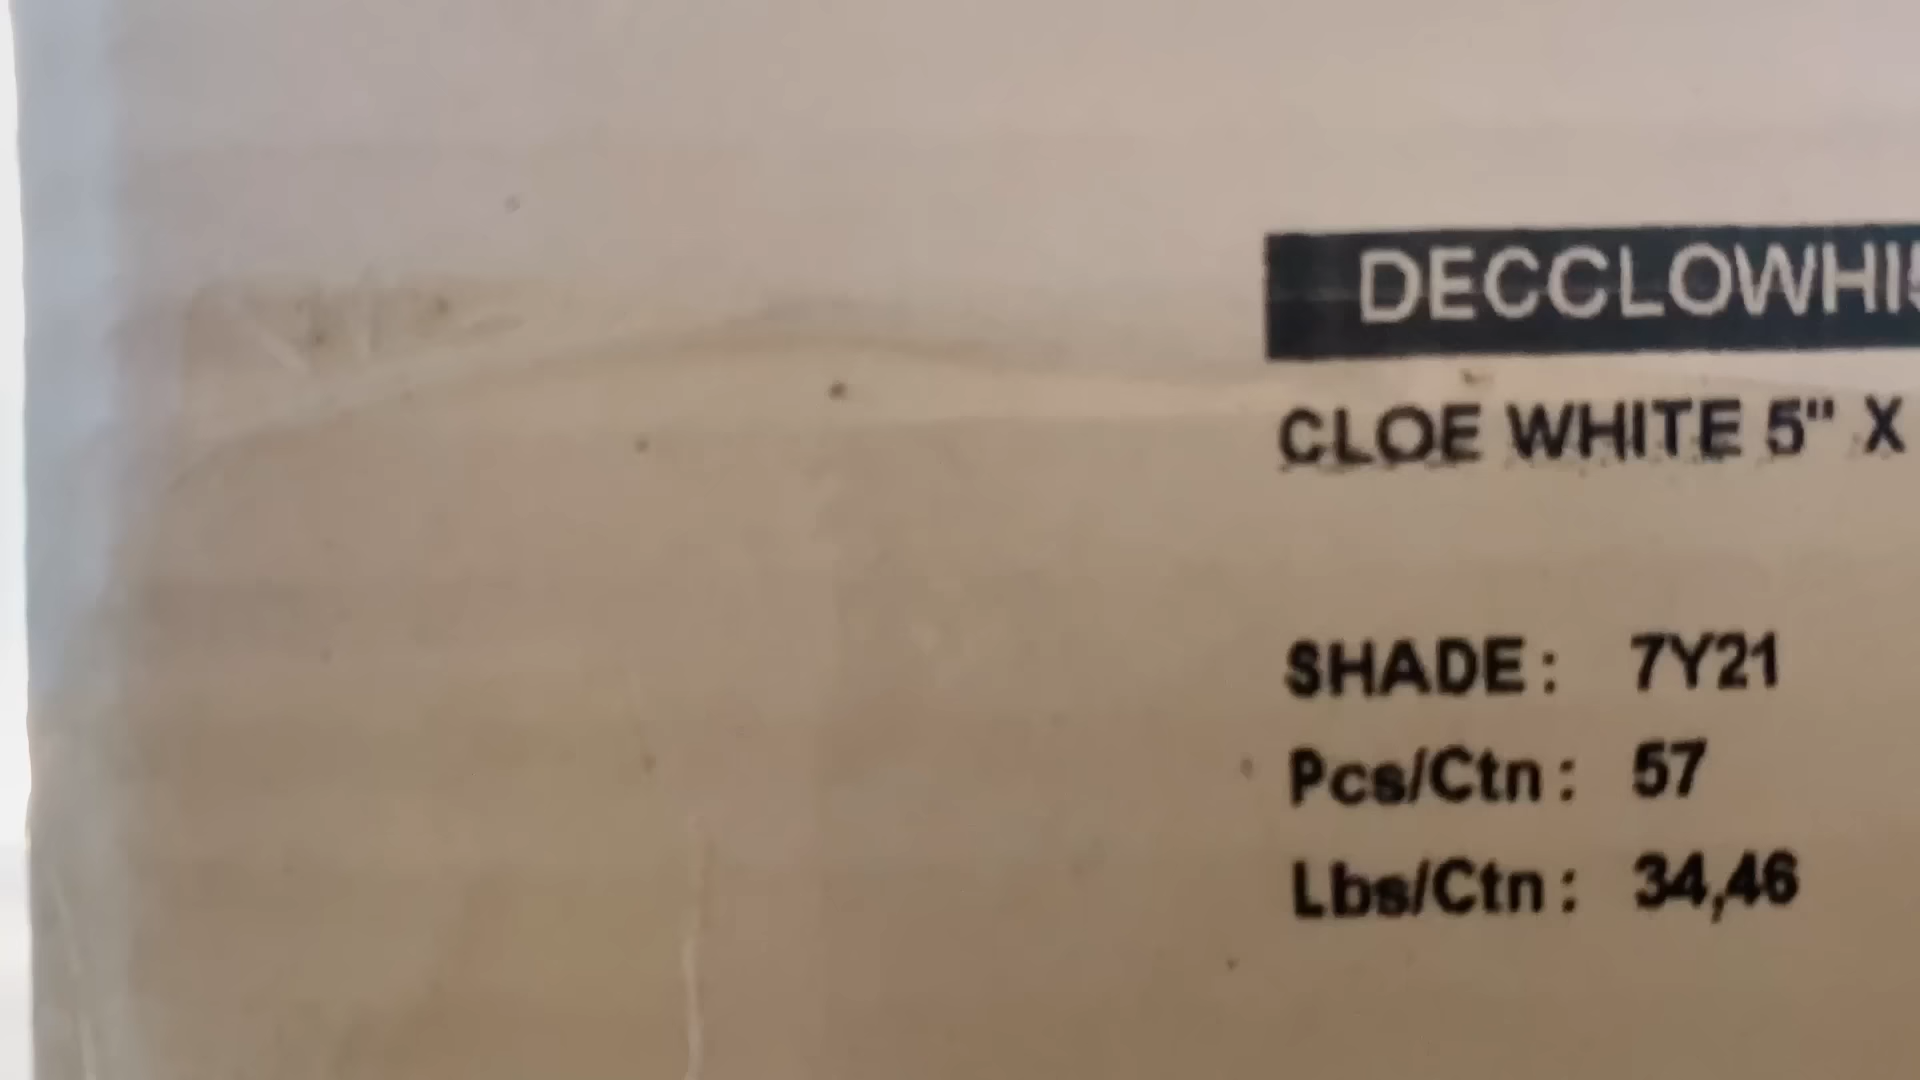 DECCLOWHI
CLOE WHITE 5" X
SHADE: 7Y21
Pcs/Ctn: 57
Lbs/Ctn: 34,46